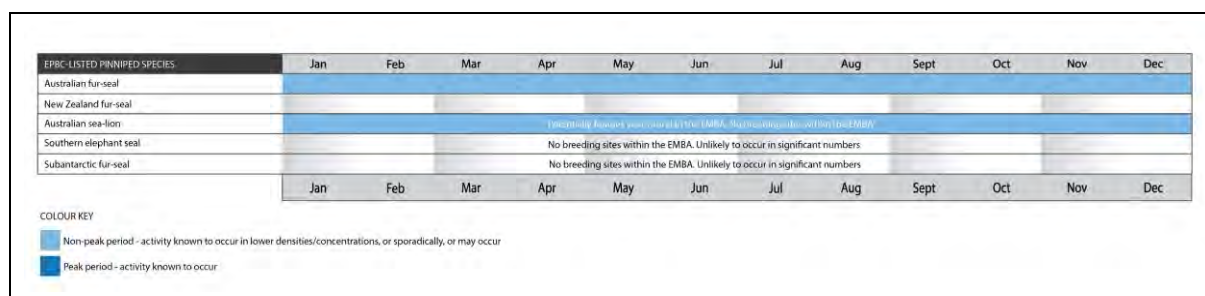 EPBC-LISTED PINNIPED SPECIES Jan Feb Mar Apr May Jun Jul Aug Sept Oct Nov Dec
Australian fur-seal
New Zealand fur-seal
Australian sea-lion
Southern elephant seal No breeding sites within the EMBA. Unlikely to occur in significant numbers
Subantarctic fur-seal No breeding sites within the EMBA. Unlikely to occur in significant numbers
Jan Feb Mar Apr May Jun Jul Aug Sept Oct Nov Dec
COLOUR KEY
Non-peak period - activity known to occur in lower densities/concentrations, or sporadically, or may occur
Peak period - activity known to occur